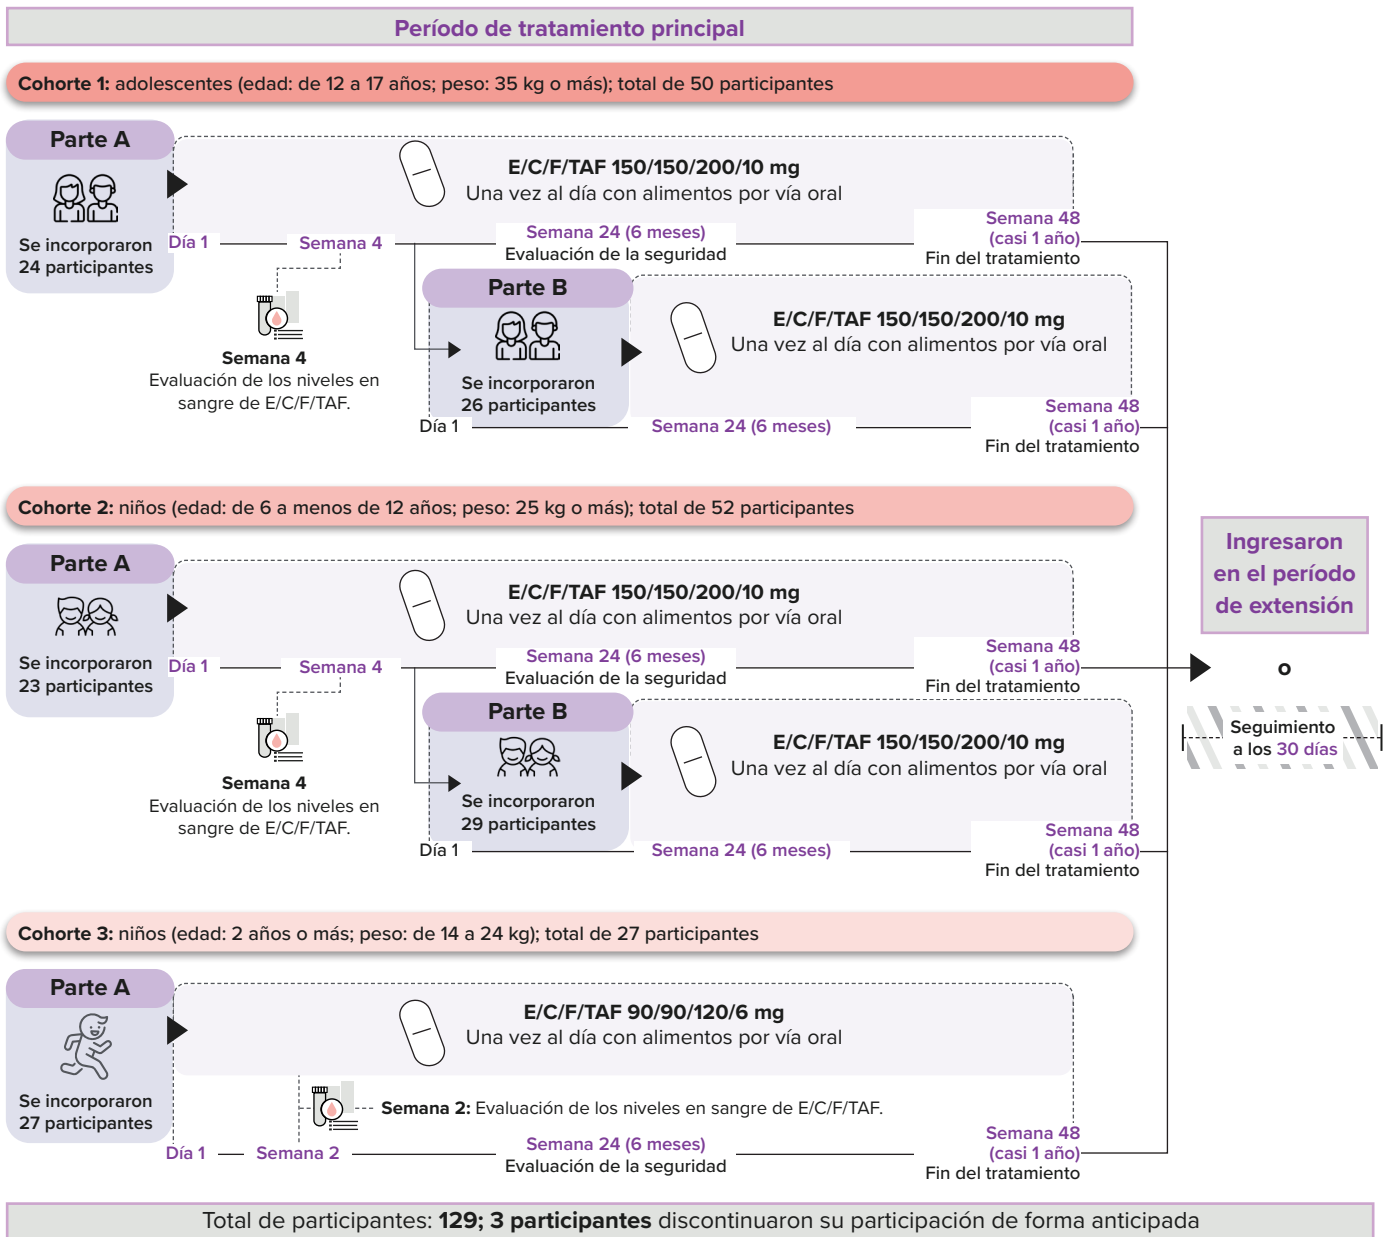 Período de tratamiento principal
Cohorte 1: adolescentes (edad: de 12 a 17 años; peso: 35 kg o más); total de 50 participantes
Parte A
Se incorporaron
24 participantes
E/C/F/TAF 150/150/200/10 mg
Una vez al día con alimentos por vía oral
Día 1
Semana 4
Semana 24 (6 meses)
Evaluación de la seguridad
Semana 48
(casi 1 año)
Fin del tratamiento
Semana 4
Evaluación de los niveles en
sangre de E/C/F/TAF.
Parte B
Se incorporaron
26 participantes
E/C/F/TAF 150/150/200/10 mg
Una vez al día con alimentos por vía oral
Día 1
Semana 24 (6 meses)
Semana 48
(casi 1 año)
Fin del tratamiento
Cohorte 2: niños (edad: de 6 a menos de 12 años; peso: 25 kg o más); total de 52 participantes
Parte A
Se incorporaron
23 participantes
E/C/F/TAF 150/150/200/10 mg
Una vez al día con alimentos por vía oral
Día 1
Semana 4
Semana 24 (6 meses)
Evaluación de la seguridad
Semana 48
(casi 1 año)
Fin del tratamiento
Semana 4
Evaluación de los niveles en
sangre de E/C/F/TAF.
Parte B
Se incorporaron
29 participantes
E/C/F/TAF 150/150/200/10 mg
Una vez al día con alimentos por vía oral
Día 1
Semana 24 (6 meses)
Semana 48
(casi 1 año)
Fin del tratamiento
Cohorte 3: niños (edad: 2 años o más; peso: de 14 a 24 kg); total de 27 participantes
Parte A
Se incorporaron
27 participantes
E/C/F/TAF 90/90/120/6 mg
Una vez al día con alimentos por vía oral
Semana 2: Evaluación de los niveles en sangre de E/C/F/TAF.
Día 1
Semana 2
Semana 24 (6 meses)
Evaluación de la seguridad
Semana 48
(casi 1 año)
Fin del tratamiento
Ingresaron
en el período
de extensión
o
Seguimiento
a los 30 días
Total de participantes: 129; 3 participantes discontinuaron su participación de forma anticipada